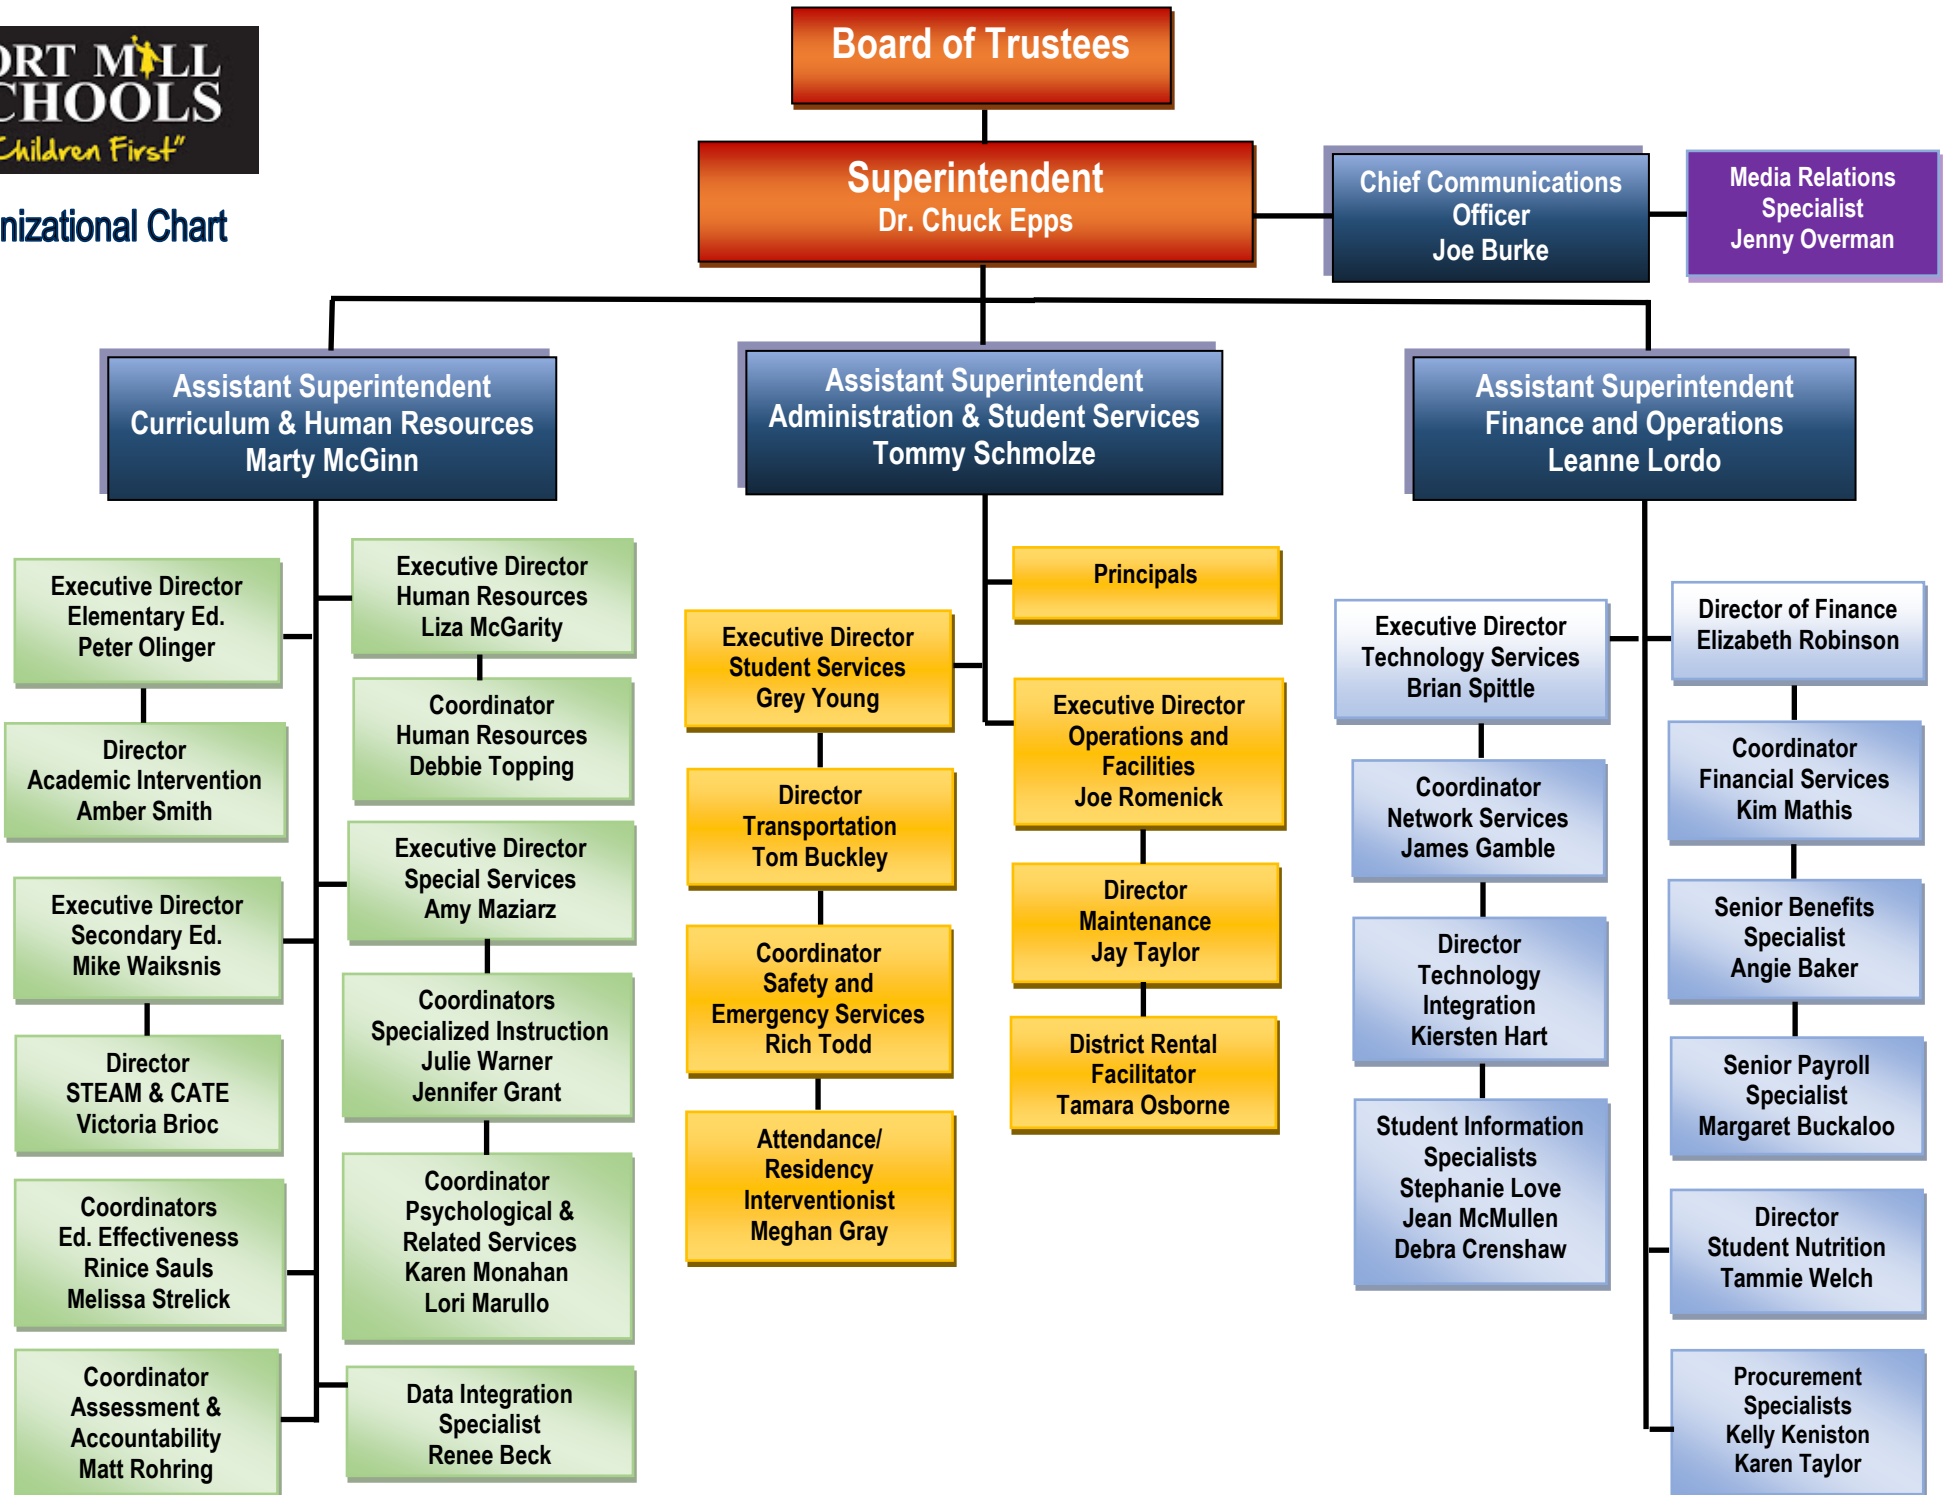 ORT MILL
CHOOLS
Children First"
nizational Chart
Board of Trustees
Superintendent
Dr. Chuck Epps
Chief Communications
Officer
Joe Burke
Media Relations
Specialist
Jenny Overman
Assistant Superintendent
Curriculum & Human Resources
Marty McGinn
Assistant Superintendent
Administration & Student Services
Tommy Schmolze
Assistant Superintendent
Finance and Operations
Leanne Lordo
Executive Director
Elementary Ed.
Peter Olinger
Director
Academic Intervention
Amber Smith
Executive Director
Secondary Ed.
Mike Waiksnis
Director
STEAM & CATE
Victoria Brioc
Coordinators
Ed. Effectiveness
Rinice Sauls
Melissa Strelick
Coordinator
Assessment &
Accountability
Matt Rohring
Executive Director
Human Resources
Liza McGarity
Coordinator
Human Resources
Debbie Topping
Executive Director
Special Services
Amy Maziarz
Coordinators
Specialized Instruction
Julie Warner
Jennifer Grant
Coordinator
Psychological &
Related Services
Karen Monahan
Lori Marullo
Data Integration
Specialist
Renee Beck
Executive Director
Student Services
Grey Young
Director
Transportation
Tom Buckley
Coordinator
Safety and
Emergency Services
Rich Todd
Attendance/
Residency
Interventionist
Meghan Gray
Principals
Executive Director
Operations and
Facilities
Joe Romenick
Director
Maintenance
Jay Taylor
District Rental
Facilitator
Tamara Osborne
Executive Director
Technology Services
Brian Spittle
Coordinator
Network Services
James Gamble
Director
Technology
Integration
Kiersten Hart
Student Information
Specialists
Stephanie Love
Jean McMullen
Debra Crenshaw
Director of Finance
Elizabeth Robinson
Coordinator
Financial Services
Kim Mathis
Senior Benefits
Specialist
Angie Baker
Senior Payroll
Specialist
Margaret Buckaloo
Director
Student Nutrition
Tammie Welch
Procurement
Specialists
Kelly Keniston
Karen Taylor